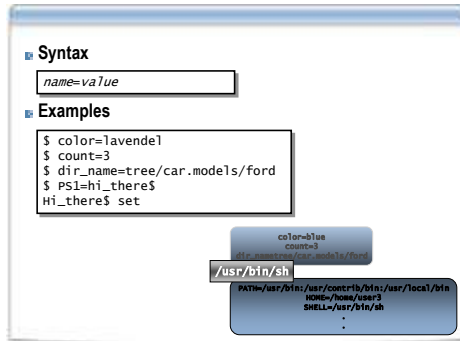 Syntax
name=value
Examples
$ color=lavendel
$ count=3
$ dir_name=tree/car.models/ford
$ PS1=hi_there$
Hi_there$ set
color=blue
count=3
dir_name=tree/car.models/ford
/usr/bin/sh
PATH=/usr/bin:/usr/contrib/bin:/usr/local/bin
HOME=/home/user3
SHELL=/usr/bin/sh
.
.